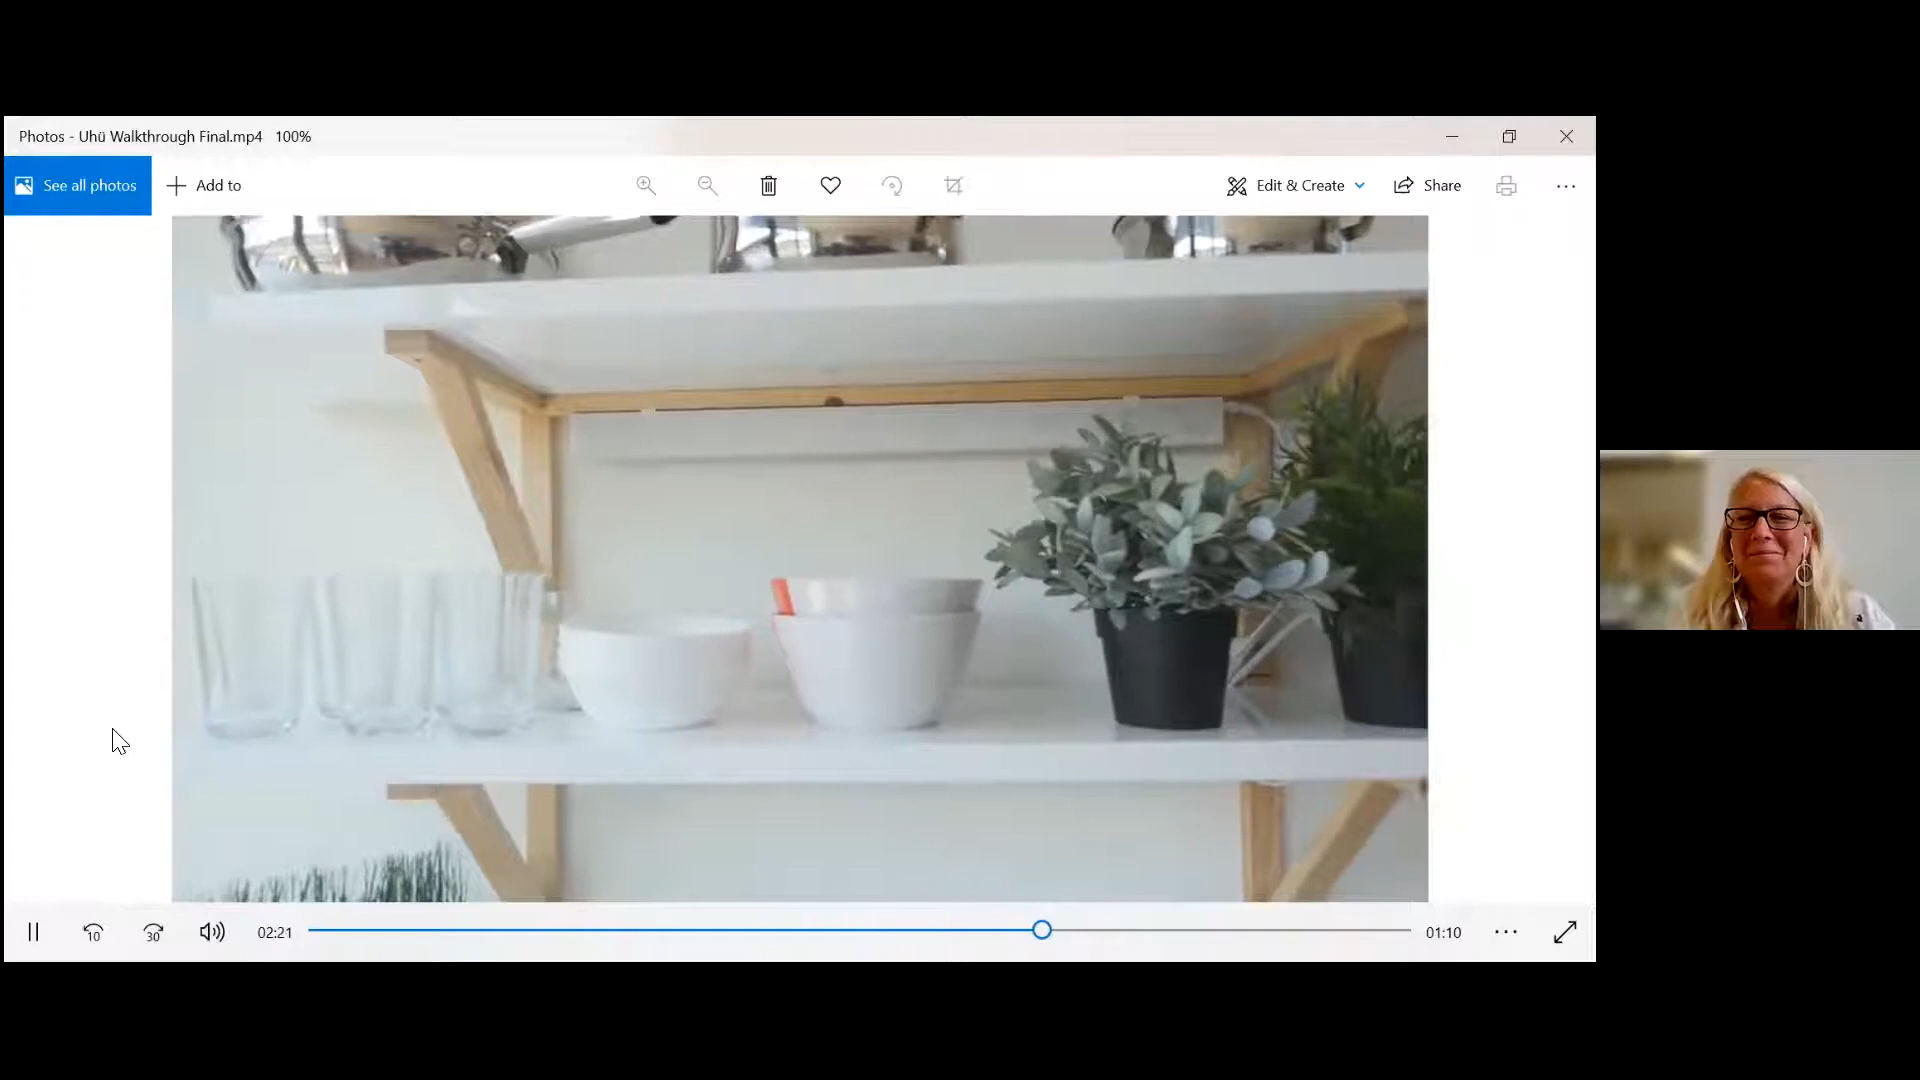 Photos - Uhü Walkthrough Final.mp4 100%
See all photos
Add to
Edit & Create
Share
10
30
02:21
01:10